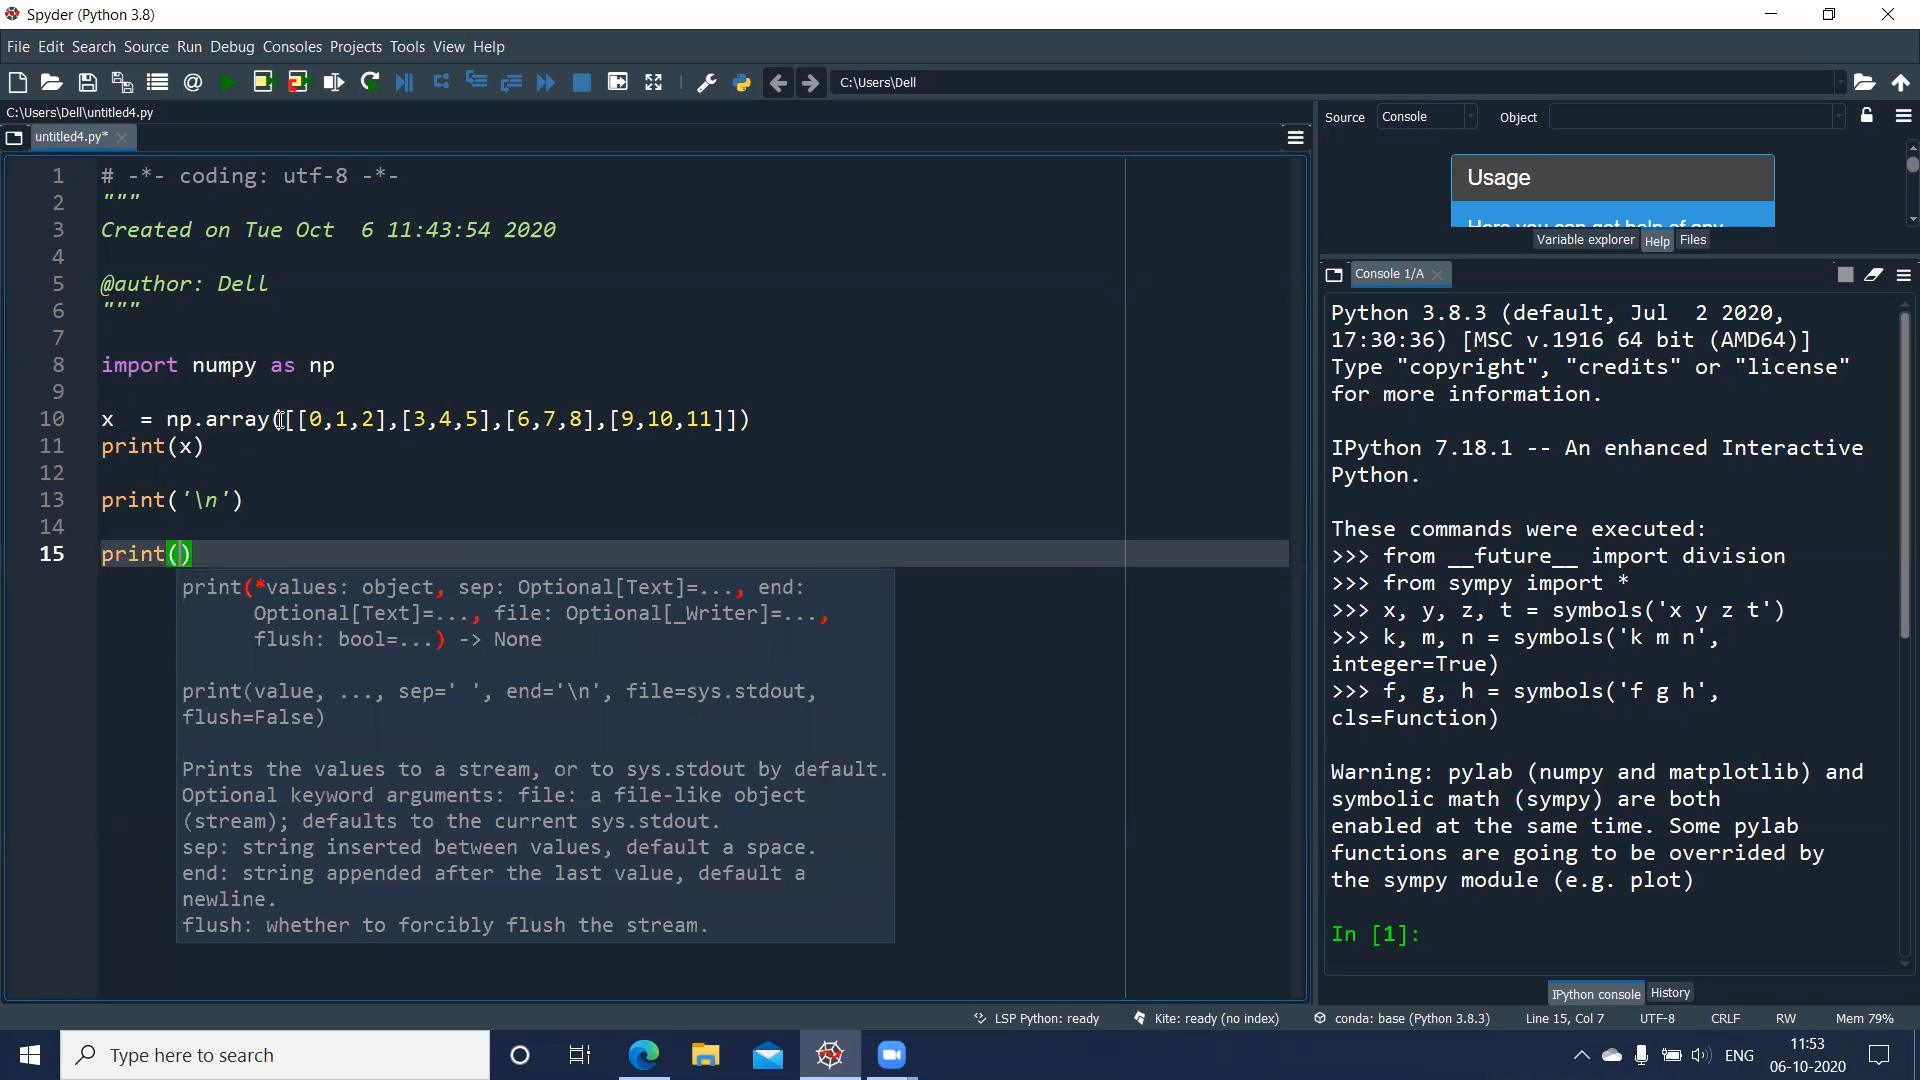 Spyder (Python 3.8)
File Edit Search Source Run Debug Consoles Projects Tools View Help
C:\Users\Dell
C:\Users\Dell\untitled4.py
untitled4.py*
1 # -*- coding: utf-8 -*-
2 """
3 Created on Tue Oct  6 11:43:54 2020
4
5 @author: Dell
6 """
7
8 import numpy as np
9
10 x  = np.array([[0,1,2],[3,4,5],[6,7,8],[9,10,11]])
11 print(x)
12
13 print('\n')
14
15 print()
print(*values: object, sep: Optional[Text]=..., end:
Optional[Text]=..., file: Optional[_Writer]=...,
flush: bool=...) -> None
print(value, ..., sep=' ', end='\n', file=sys.stdout,
flush=False)
Prints the values to a stream, or to sys.stdout by default.
Optional keyword arguments: file: a file-like object
(stream); defaults to the current sys.stdout.
sep: string inserted between values, default a space.
end: string appended after the last value, default a
newline.
flush: whether to forcibly flush the stream.
Source Console Object
Usage
Here you can get help of any
Variable explorer Help Files
Console 1/A
Python 3.8.3 (default, Jul  2 2020,
17:30:36) [MSC v.1916 64 bit (AMD64)]
Type "copyright", "credits" or "license"
for more information.
IPython 7.18.1 -- An enhanced Interactive
Python.
These commands were executed:
>>> from __future__ import division
>>> from sympy import *
>>> x, y, z, t = symbols('x y z t')
>>> k, m, n = symbols('k m n',
integer=True)
>>> f, g, h = symbols('f g h',
cls=Function)
Warning: pylab (numpy and matplotlib) and
symbolic math (sympy) are both
enabled at the same time. Some pylab
functions are going to be overrided by
the sympy module (e.g. plot)
In [1]:
IPython console History
LSP Python: ready Kite: ready (no index) conda: base (Python 3.8.3) Line 15, Col 7 UTF-8 CRLF RW Mem 79%
Type here to search
ENG
11:53
06-10-2020